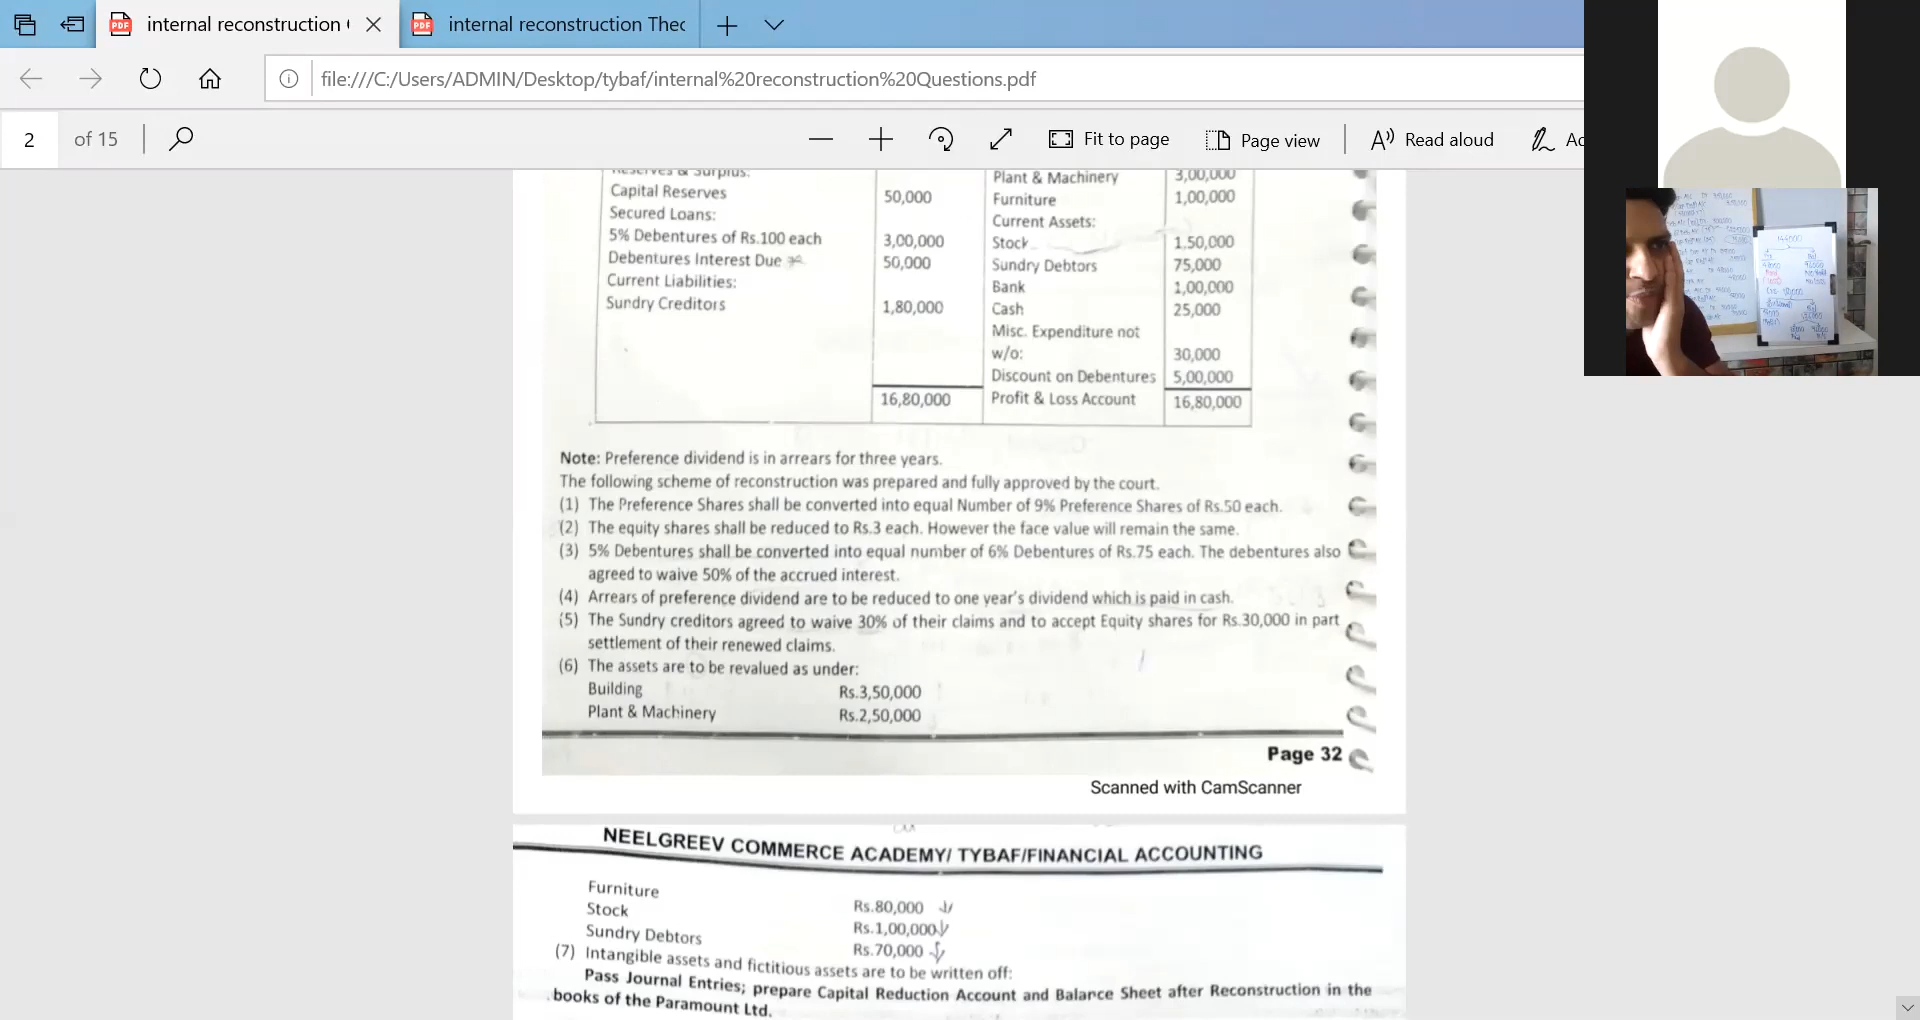 internal reconstruction
internal reconstruction Theo
file:///C:/Users/ADMIN/Desktop/tybaf/internal%20reconstruction%20Questions.pdf
2 of 15
Fit to page
Page view
Read aloud
Reserves & Surplus: Plant & Machinery 3,00,000
Capital Reserves 50,000 Furniture 1,00,000
Secured Loans: Current Assets:
5% Debentures of Rs.100 each 3,00,000 Stock 1,50,000
Debentures Interest Due 50,000 Sundry Debtors 75,000
Current Liabilities: Bank 1,00,000
Sundry Creditors 1,80,000 Cash 25,000
Misc. Expenditure not
w/o: 30,000
Discount on Debentures 5,00,000
16,80,000 Profit & Loss Account 16,80,000
Note: Preference dividend is in arrears for three years.
The following scheme of reconstruction was prepared and fully approved by the court.
(1) The Preference Shares shall be converted into equal Number of 9% Preference Shares of Rs.50 each.
(2) The equity shares shall be reduced to Rs.3 each. However the face value will remain the same.
(3) 5% Debentures shall be converted into equal number of 6% Debentures of Rs.75 each. The debentures also
agreed to waive 50% of the accrued interest.
(4) Arrears of preference dividend are to be reduced to one year's dividend which is paid in cash.
(5) The Sundry creditors agreed to waive 30% of their claims and to accept Equity shares for Rs.30,000 in part
settlement of their renewed claims.
(6) The assets are to be revalued as under:
Building Rs.3,50,000
Plant & Machinery Rs.2,50,000
Page 32
Scanned with CamScanner
NEELGREEV COMMERCE ACADEMY/ TYBAF/FINANCIAL ACCOUNTING
Furniture Rs.80,000
Stock Rs.1,00,000
Sundry Debtors Rs.70,000
(7) Intangible assets and fictitious assets are to be written off:
Pass Journal Entries; prepare Capital Reduction Account and Balance Sheet after Reconstruction in the
books of the Paramount Ltd.